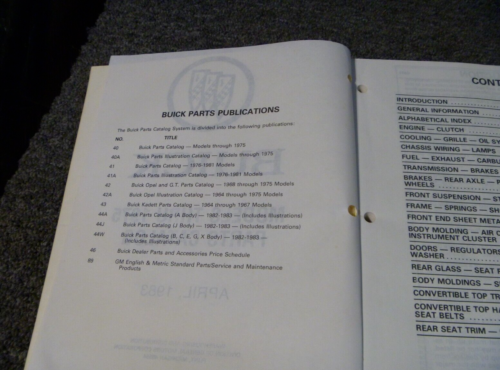 BUICK PARTS PUBLICATIONS
The Buick Parts Catalog System is divided into the following publications:
NO TITLE
40 Buick Parts Catalog — Models through 1975
40A Buick Parts Illustration Catalog — Models through 1975
41 Buick Parts Catalog — 1976-1981 Models
41A Buick Parts Illustration Catalog — 1976-1981 Models
42 Buick Opel and G.T. Parts Catalog — 1968 through 1975 Models
42A Buick Opel Illustration Catalog — 1964 through 1975 Models
43 Buick Kadett Parts Catalog — 1964 through 1967 Models
44A Buick Parts Catalog (A Body) — 1982-1983 — (Includes Illustrations)
44J Buick Parts Catalog (J Body) — 1982-1983 — (Includes Illustrations)
44W Buick Parts Catalog (B, C, E, G, X Body) — 1982-1983 —
(Includes Illustrations)
Buick Dealer Parts and Accessories Price Schedule
GM English & Metric Standard Parts/Service and Maintenance
Products
APRIL 1983
CONT
INTRODUCTION
GENERAL INFORMATION
ALPHABETICAL INDEX
ENGINE — CLUTCH
COOLING — GRILLE — OIL SY
CHASSIS WIRING — LAMPS
FUEL — EXHAUST — CARBU
TRANSMISSION — BRAKES
BRAKES — REAR AXLE —
WHEELS
FRONT SUSPENSION — ST
FRAME — SPRINGS — SH
FRONT END SHEET META
BODY MOLDING — AIR C
INSTRUMENT CLUSTER
DOORS — REGULATORS
WASHER
REAR GLASS — SEAT
BODY MOLDINGS — S
CONVERTIBLE TOP T
CONVERTIBLE TOP HA
SEAT BELTS
REAR SEAT TRIM —